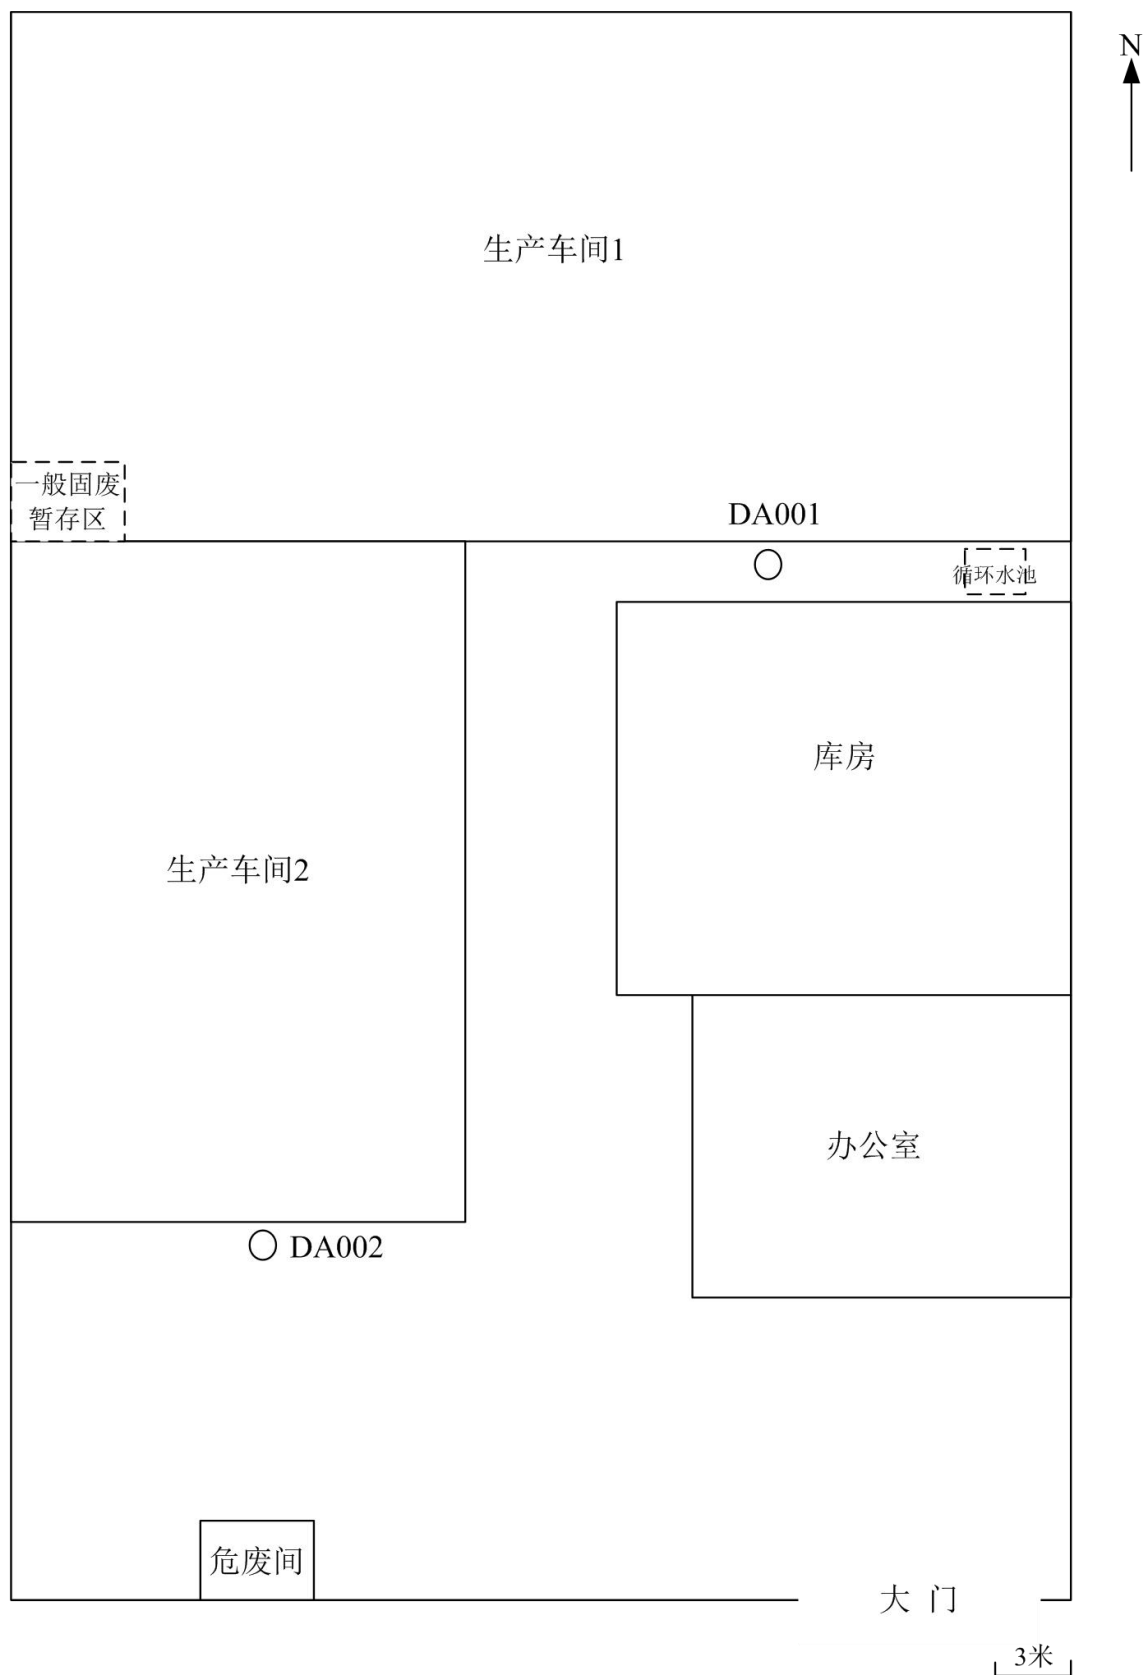 N
生产车间1
一般固废
暂存区
DA001
循环水池
库房
生产车间2
办公室
DA002
危废间
大 门
3米